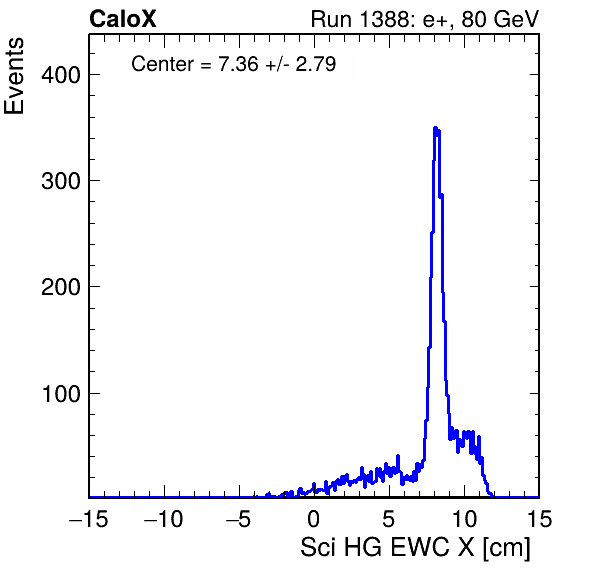 CaloX Run 1388: e+, 80 GeV
Center = 7.36 +/- 2.79
Events
400
300
200
100
−15 −10 −5 0 5 10 15
Sci HG EWC X [cm]